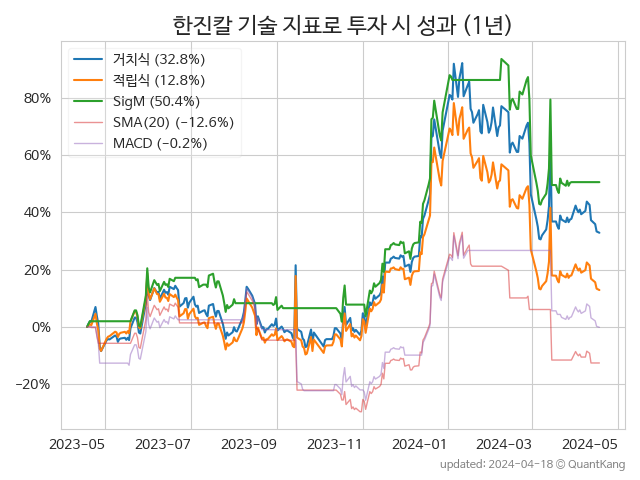 한진칼 기술 지표로 투자 시 성과 (1년)
거치식 (32.8%)
적립식 (12.8%)
SigM (50.4%)
SMA(20) (−12.6%)
MACD (−0.2%)
80%
60%
40%
20%
0%
−20%
2023-05 2023-07 2023-09 2023-11 2024-01 2024-03 2024-05
updated: 2024-04-18 © QuantKang